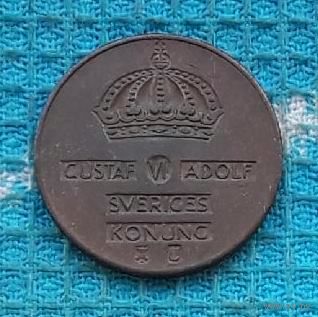 GUSTAF VI ADOLF
SVERIGES
KONUNG